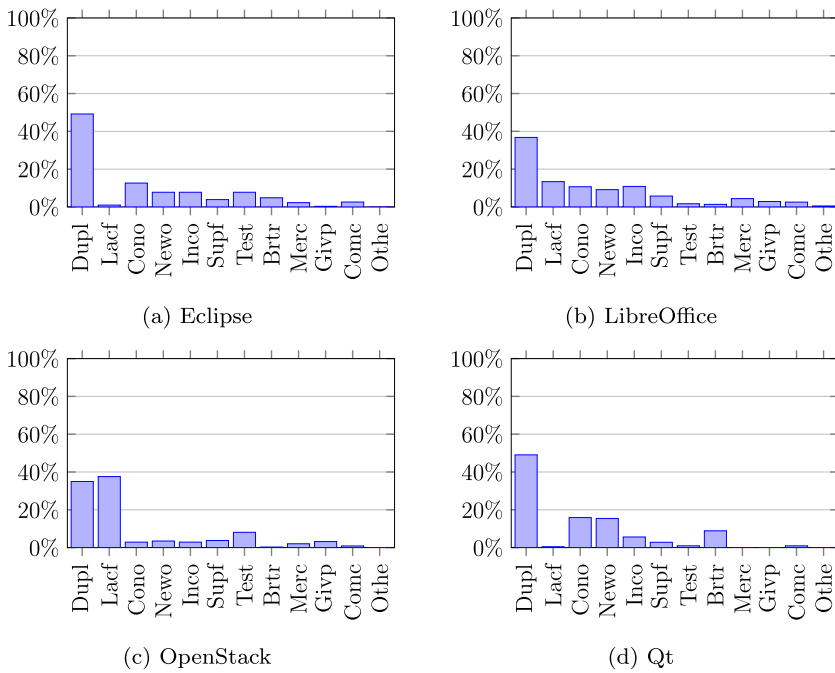 100%
80%
60%
40%
20%
0%
Dupl
Lacf
Cono
Newo
Inco
Supf
Test
Brtr
Merc
Givp
Comc
Othe
(a) Eclipse
100%
80%
60%
40%
20%
0%
Dupl
Lacf
Cono
Newo
Inco
Supf
Test
Brtr
Merc
Givp
Comc
Othe
(b) LibreOffice
100%
80%
60%
40%
20%
0%
Dupl
Lacf
Cono
Newo
Inco
Supf
Test
Brtr
Merc
Givp
Comc
Othe
(c) OpenStack
100%
80%
60%
40%
20%
0%
Dupl
Lacf
Cono
Newo
Inco
Supf
Test
Brtr
Merc
Givp
Comc
Othe
(d) Qt